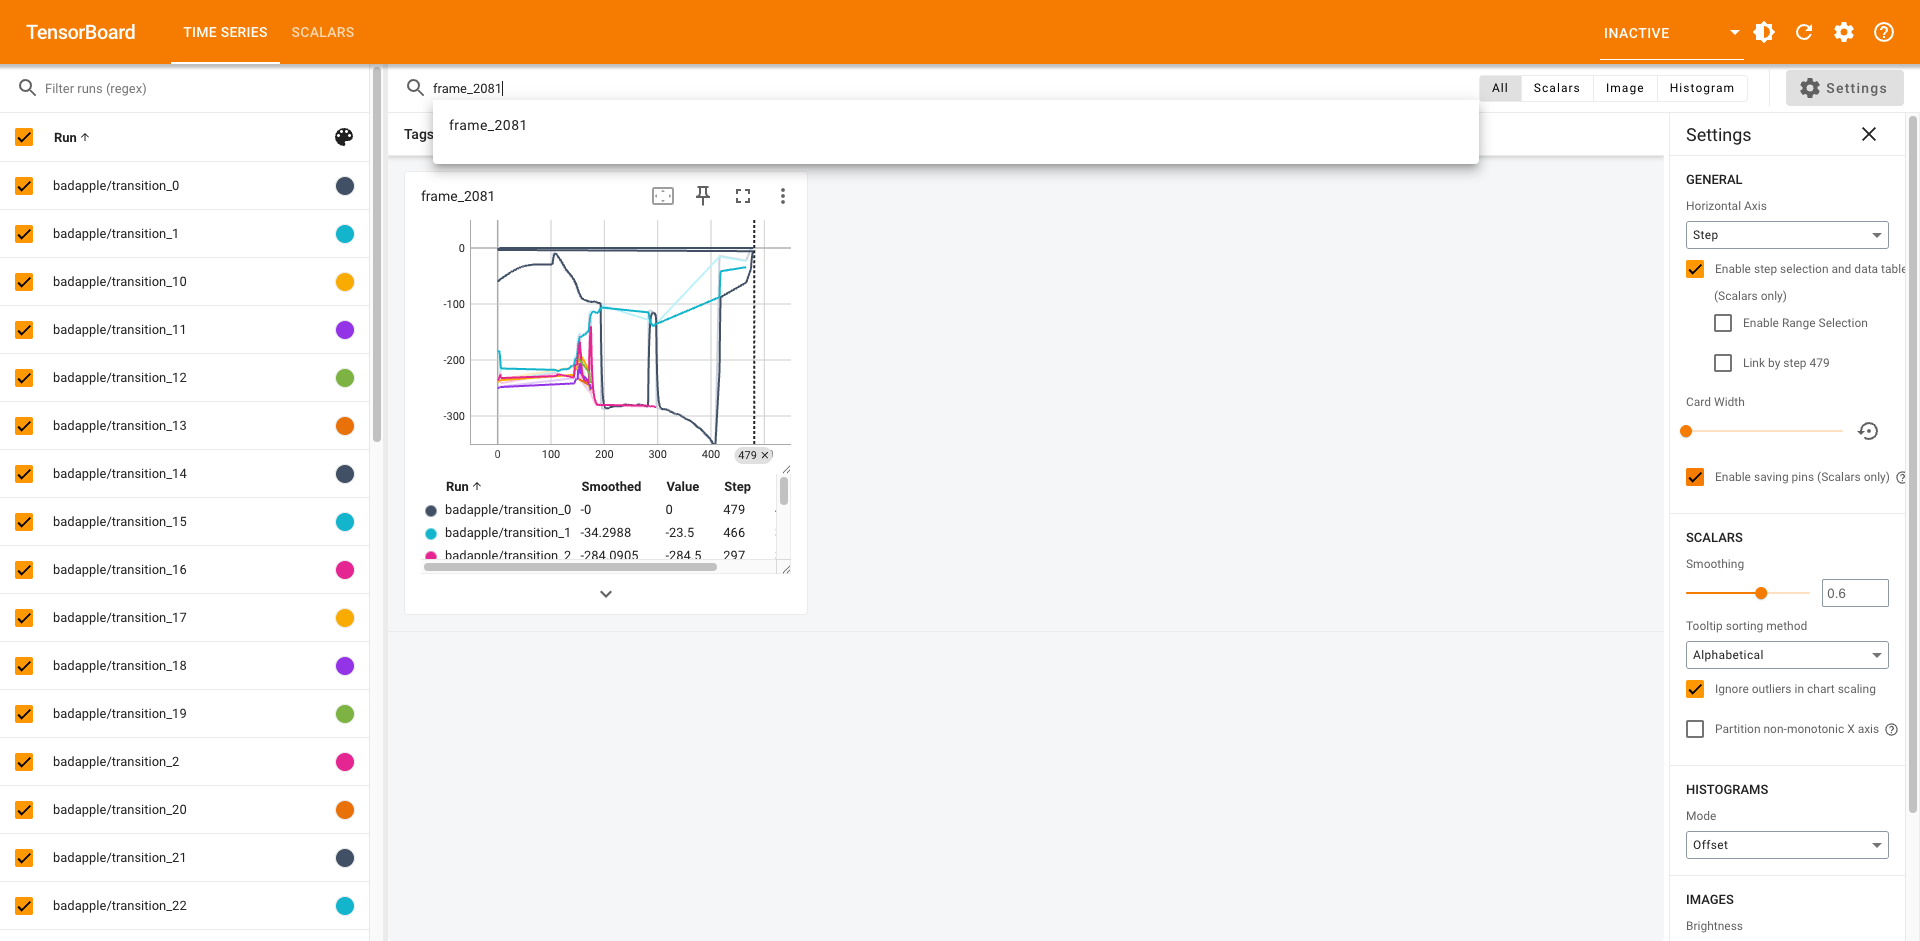 TensorBoard
TIME SERIES
SCALARS
INACTIVE
Filter runs (regex)
Run
badapple/transition_0
badapple/transition_1
badapple/transition_10
badapple/transition_11
badapple/transition_12
badapple/transition_13
badapple/transition_14
badapple/transition_15
badapple/transition_16
badapple/transition_17
badapple/transition_18
badapple/transition_19
badapple/transition_2
badapple/transition_20
badapple/transition_21
badapple/transition_22
frame_2081
All Scalars Image Histogram
Settings
frame_2081
Tags
frame_2081
0
-100
-200
-300
0 100 200 300 400 479
Run Smoothed Value Step
badapple/transition_0 -0 0 479
badapple/transition_1 -34.2988 -23.5 466
badapple/transition_2 -284.0905 -284.5 297
Settings
GENERAL
Horizontal Axis
Step
Enable step selection and data table
(Scalars only)
Enable Range Selection
Link by step 479
Card Width
Enable saving pins (Scalars only)
SCALARS
Smoothing
0.6
Tooltip sorting method
Alphabetical
Ignore outliers in chart scaling
Partition non-monotonic X axis
HISTOGRAMS
Mode
Offset
IMAGES
Brightness